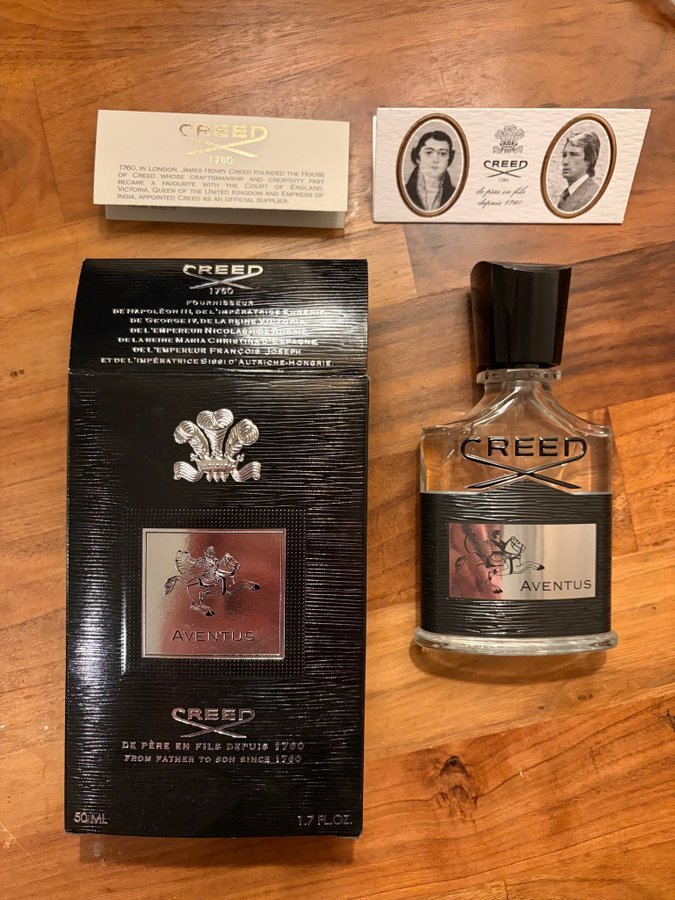 CREED
1760
1760, IN LONDON, JAMES HENRY CREED FOUNDED THE HOUSE
OF CREED WHOSE CRAFTSMANSHIP AND CREATIVITY FAST
BECAME A FAVOURITE WITH THE COURT OF ENGLAND,
VICTORIA, QUEEN OF THE UNITED KINGDOM AND EMPRESS OF
INDIA, APPOINTED CREED AS AN OFFICIAL SUPPLIER.
CREED
1760
de père en fils
depuis 1760
CREED
1760
FOURNISSEUR
DE NAPOLÉON III, DE L'IMPÉRATRICE EUGÉNIE,
DE GEORGE IV, DE LA REINE VICTORIA,
DE L'EMPEREUR NICOLAS II DE RUSSIE,
DE LA REINE MARIA CHRISTINA D'ESPAGNE,
DE L'EMPEREUR FRANÇOIS JOSEPH
ET DE L'IMPÉRATRICE SISSI D'AUTRICHE-HONGRIE.
AVENTUS
CREED
DE PÈRE EN FILS DEPUIS 1760
FROM FATHER TO SON SINCE 1760
50 ML
1.7 FL.OZ.
CREED
AVENTUS